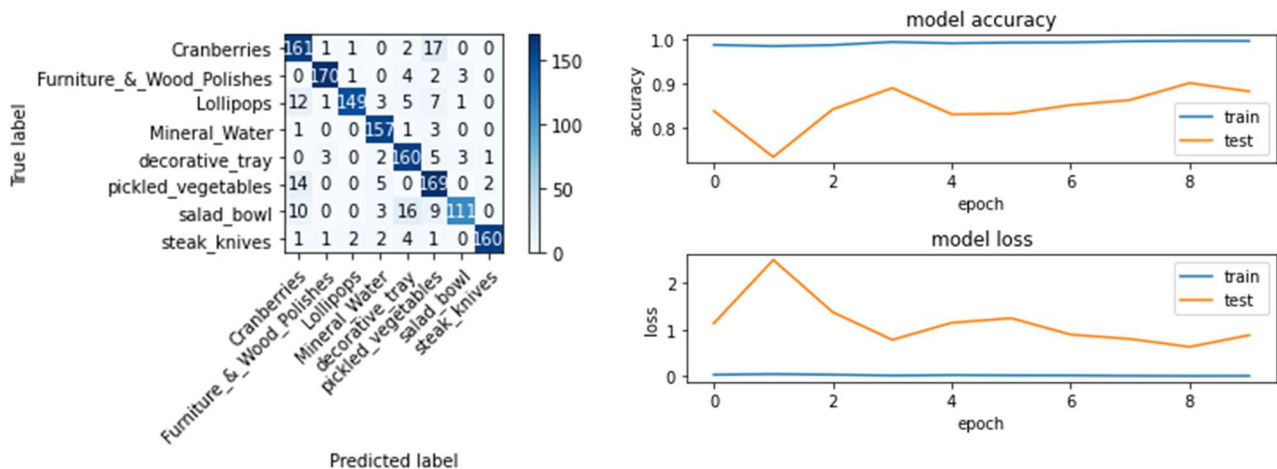 True label
Cranberries 161 1 1 0 2 17 0 0
Furniture_&_Wood_Polishes 0 170 1 0 4 2 3 0
Lollipops 12 1 149 3 5 7 1 0
Mineral_Water 1 0 0 157 1 3 0 0
decorative_tray 0 3 0 2 160 5 3 1
pickled_vegetables 14 0 0 5 0 169 0 2
salad_bowl 10 0 0 3 16 9 111 0
steak_knives 1 1 2 2 4 1 0 160
Cranberries
Furniture_&_Wood_Polishes
Lollipops
Mineral_Water
decorative_tray
pickled_vegetables
salad_bowl
steak_knives
Predicted label
150
100
50
0
model accuracy
accuracy
1.0
0.9
0.8
train
test
0 2 4 6 8
epoch
model loss
loss
2
1
0
train
test
0 2 4 6 8
epoch